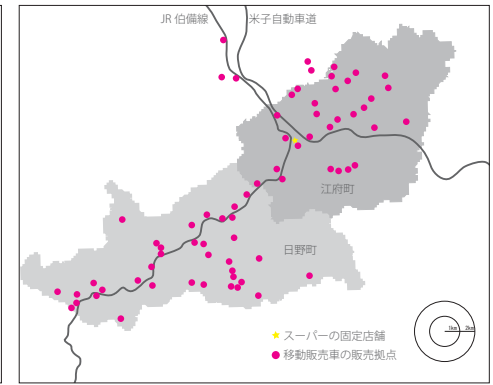 JR 伯備線 米子自動車道
江府町
日野町
1km 2km
スーパーの固定店舗
移動販売車の販売拠点